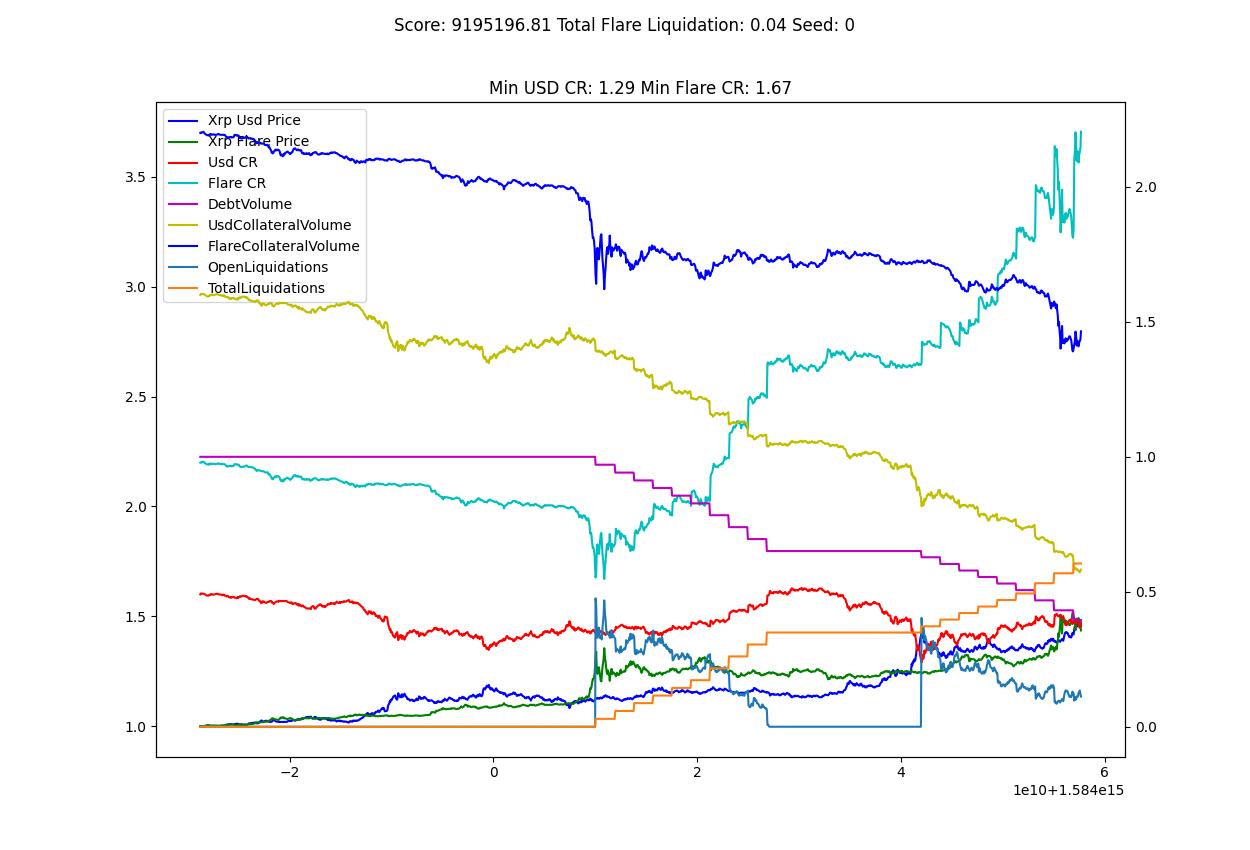 Score: 9195196.81 Total Flare Liquidation: 0.04 Seed: 0
Min USD CR: 1.29 Min Flare CR: 1.67
Xrp Usd Price
Xrp Flare Price
Usd CR
Flare CR
DebtVolume
UsdCollateralVolume
FlareCollateralVolume
OpenLiquidations
TotalLiquidations
3.5
3.0
2.5
2.0
1.5
1.0
2.0
1.5
1.0
0.5
0.0
−2
0
2
4
6
1e10+1.584e15